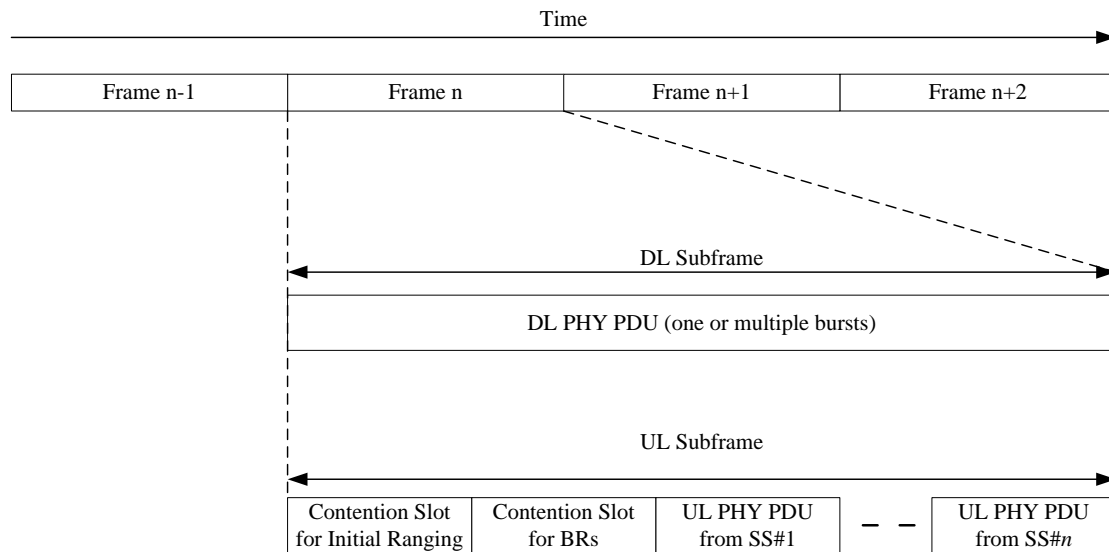 Time
Frame n-1
Frame n
Frame n+1
Frame n+2
DL Subframe
DL PHY PDU (one or multiple bursts)
UL Subframe
Contention Slot
for Initial Ranging
Contention Slot
for BRs
UL PHY PDU
from SS#1
UL PHY PDU
from SS#n